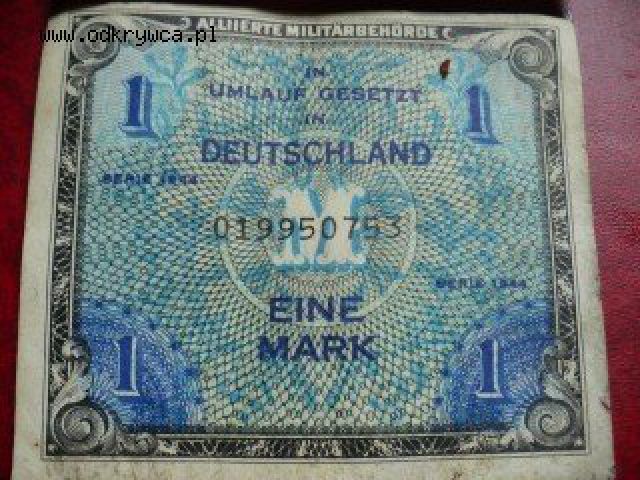 www.odkrywca.pl
ALLIIERTE MILITÄRBEHÖRDE
1 IN 1
UMLAUF GESETZT
IN
DEUTSCHLAND
SERIE 1944
M
019950753
SERIE 1944
EINE
MARK
1 1